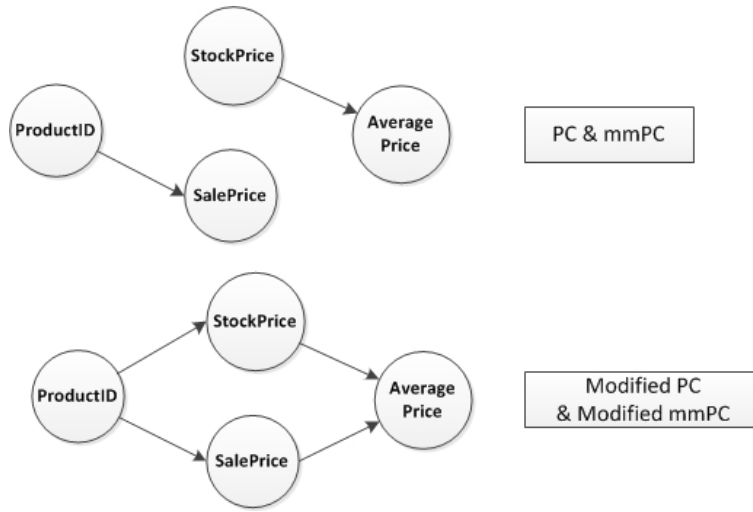 StockPrice
Average
Price
ProductID
PC & mmPC
SalePrice
StockPrice
ProductID
Average
Price
Modified PC
& Modified mmPC
SalePrice